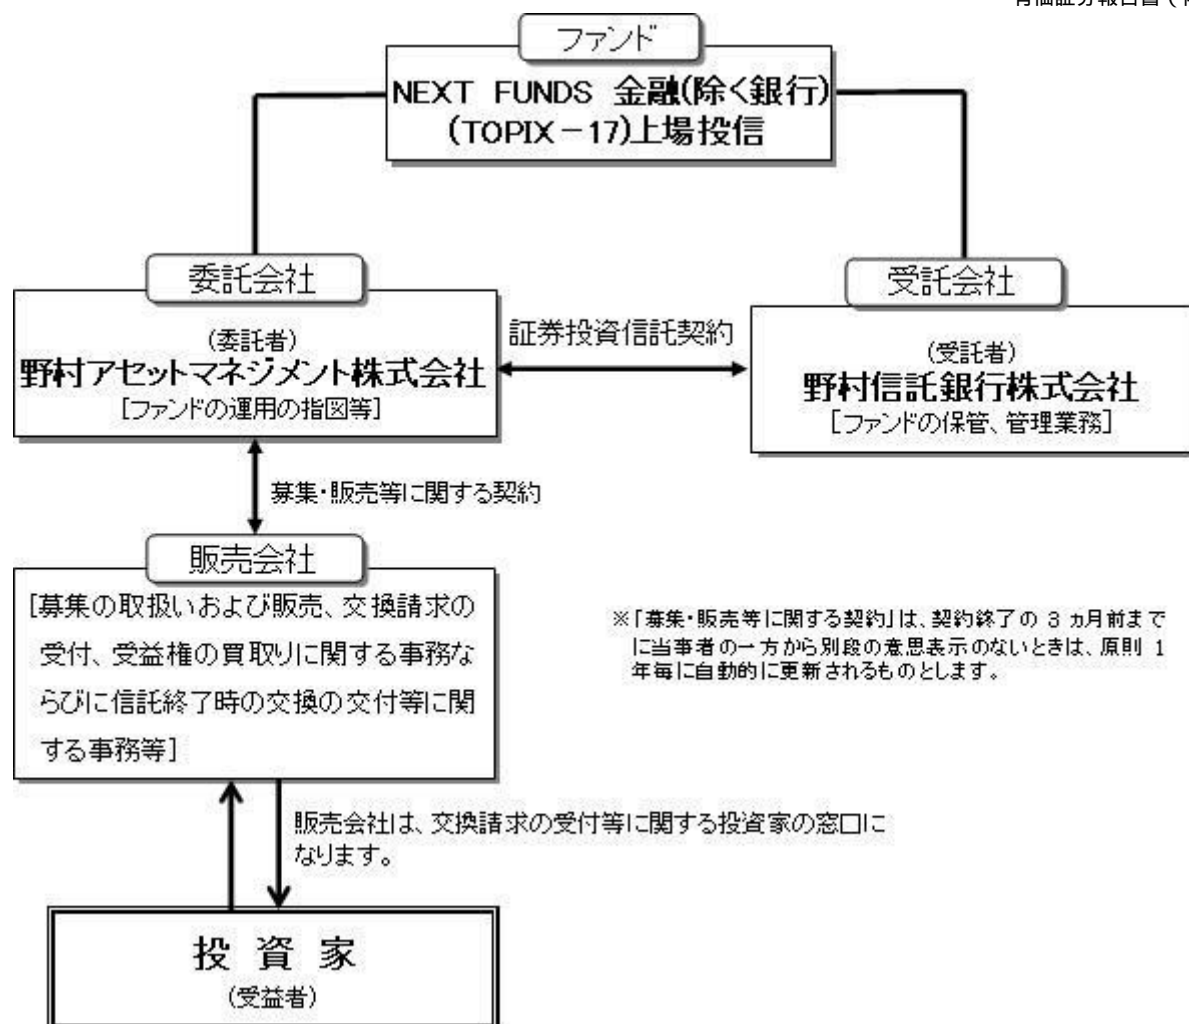 有価証券報告書(
ファンド
NEXT FUNDS 金融(除く銀行)
(TOPIX－17)上場投信
委託会社
(委託者)
野村アセットマネジメント株式会社
[ファンドの運用の指図等]
証券投資信託契約
受託会社
(受託者)
野村信託銀行株式会社
[ファンドの保管、管理業務]
募集・販売等に関する契約
販売会社
[募集の取扱いおよび販売、交換請求の
受付、受益権の買取りに関する事務な
らびに信託終了時の交換の交付等に関
する事務等]
※「募集・販売等に関する契約」は、契約終了の 3 ヵ月前まで
に当事者の一方から別段の意思表示のないときは、原則 1
年毎に自動的に更新されるものとします。
販売会社は、交換請求の受付等に関する投資家の窓口に
なります。
投 資 家
(受益者)